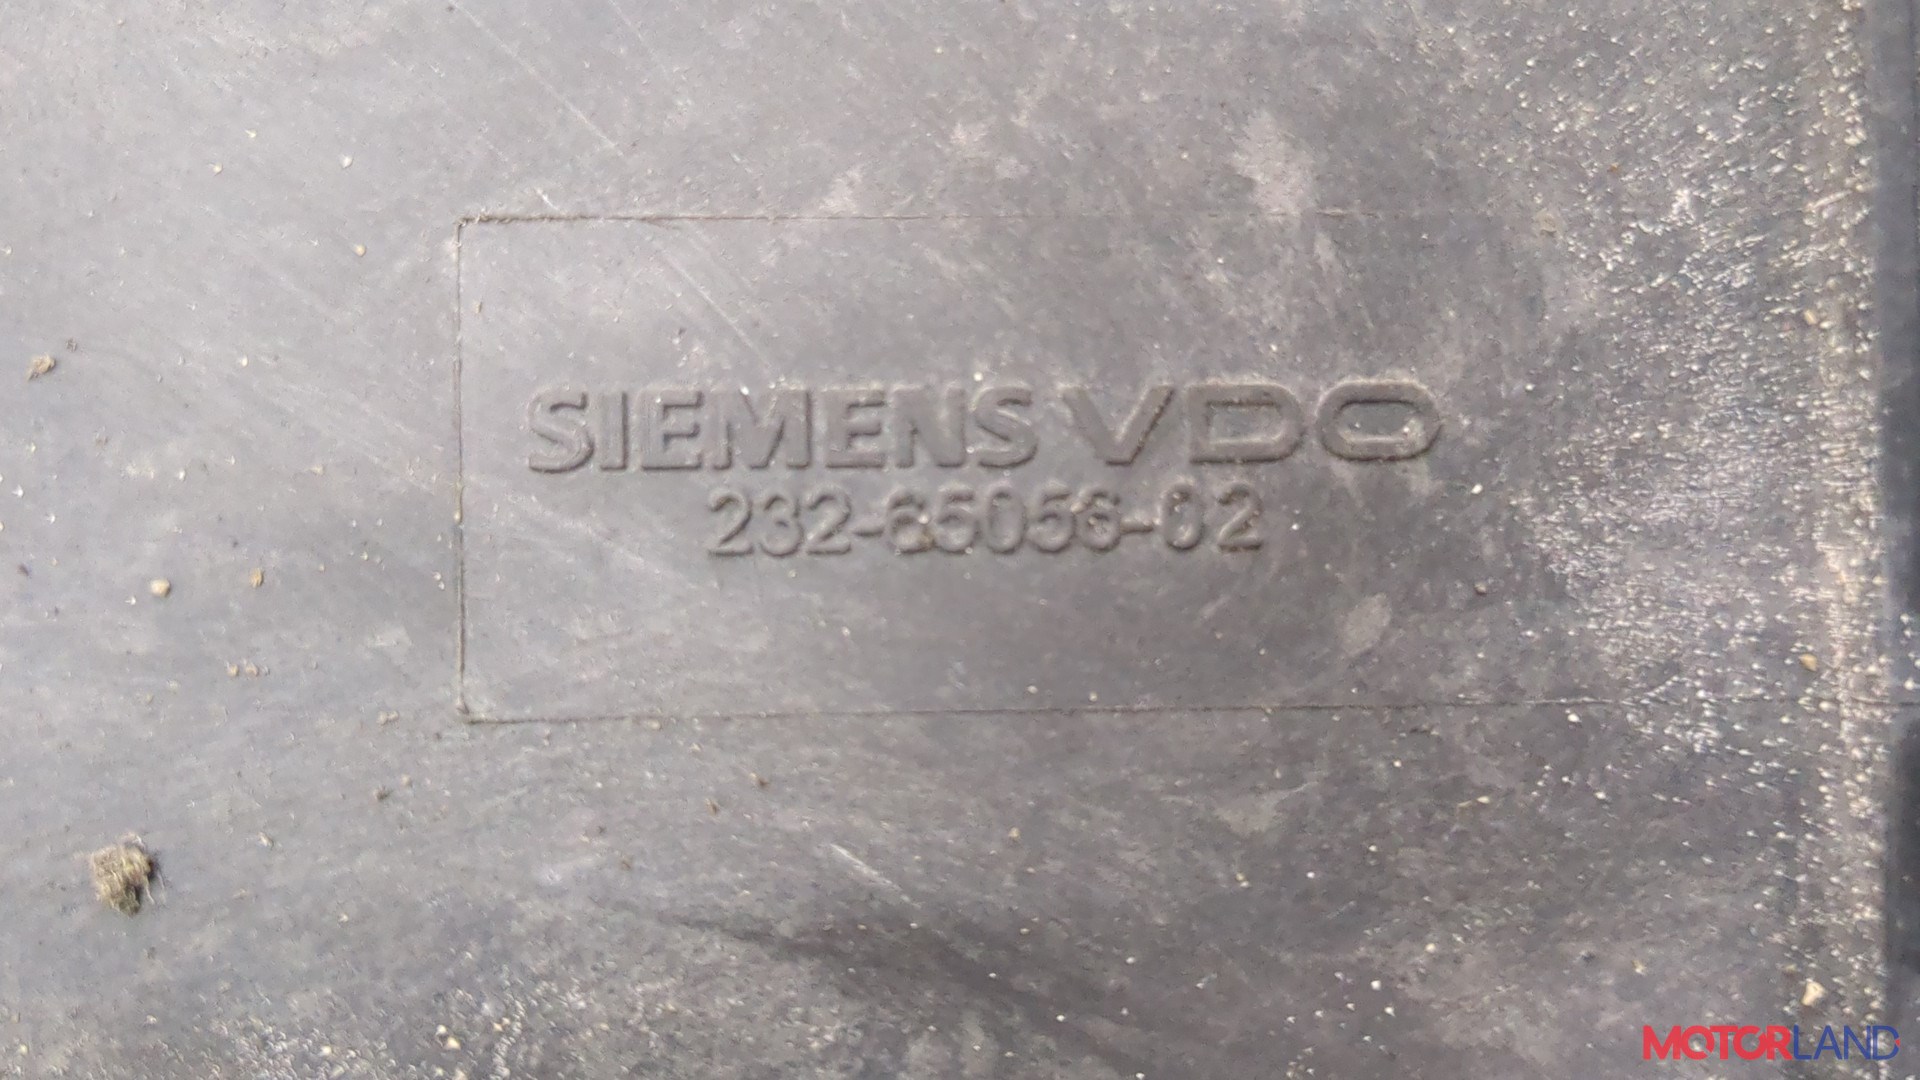 SIEMENS VDO
232-65056-02
MOTORLAND